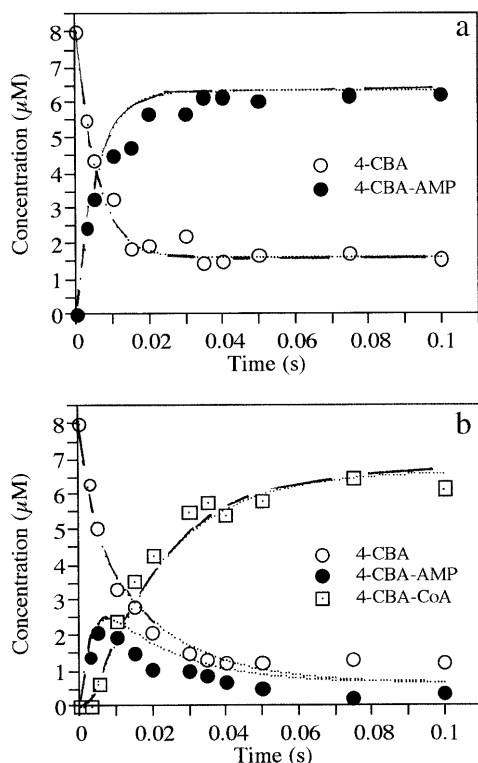 a
Concentration (µM)
8
7
6
5
4
3
2
1
0
4-CBA
4-CBA-AMP
0 0.02 0.04 0.06 0.08 0.1
Time (s)
b
Concentration (µM)
8
7
6
5
4
3
2
1
0
4-CBA
4-CBA-AMP
4-CBA-CoA
0 0.02 0.04 0.06 0.08 0.1
Time (s)